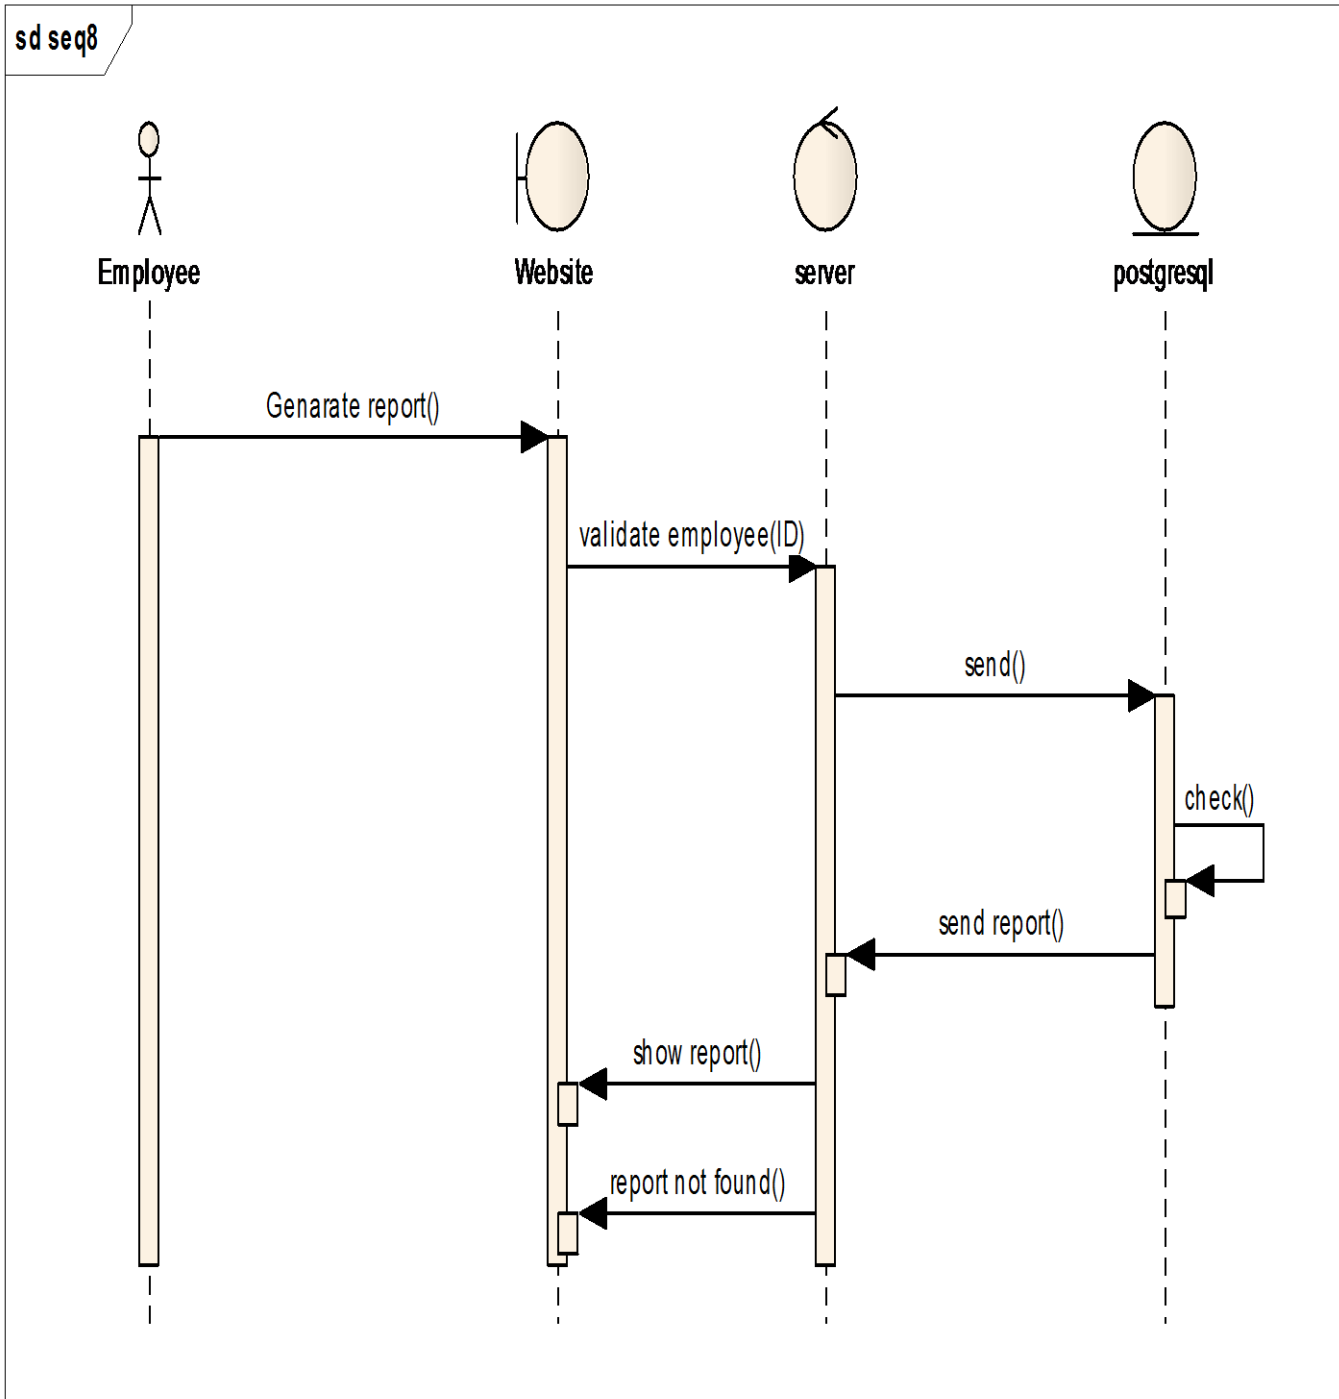 sd seq8
Employee
Website
server
postgresql
Genarate report()
validate employee(ID)
send()
check()
send report()
show report()
report not found()